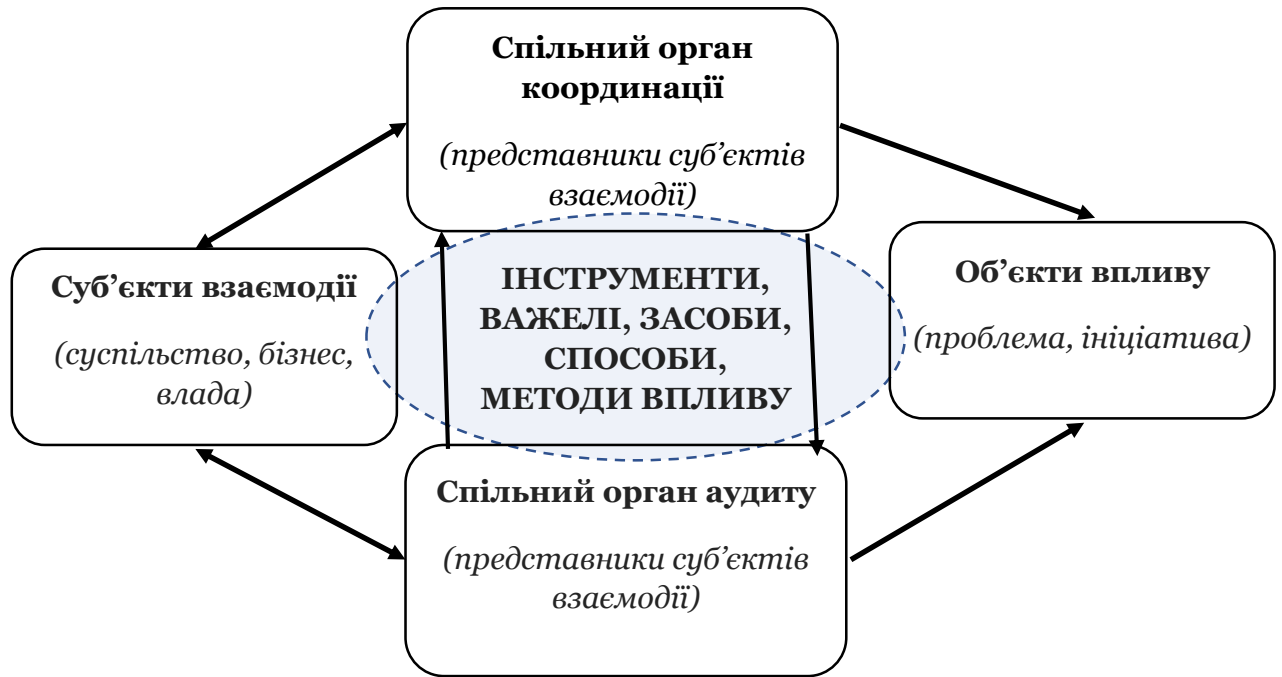 Спільний орган
координації
(представники суб’єктів
взаємодії)
Суб’єкти взаємодії
(суспільство, бізнес,
влада)
ІНСТРУМЕНТИ,
ВАЖЕЛІ, ЗАСОБИ,
СПОСОБИ,
МЕТОДИ ВПЛИВУ
Об’єкти впливу
(проблема, ініціатива)
Спільний орган аудиту
(представники суб’єктів
взаємодії)